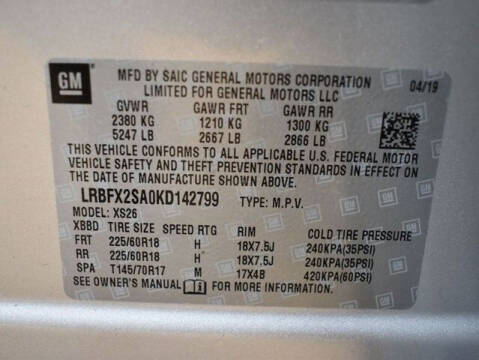 GM
MFD BY SAIC GENERAL MOTORS CORPORATION 04/19
LIMITED FOR GENERAL MOTORS LLC
GVWR GAWR FRT GAWR RR
2380 KG 1210 KG 1300 KG
5247 LB 2667 LB 2866 LB
THIS VEHICLE CONFORMS TO ALL APPLICABLE U.S. FEDERAL MOTOR
VEHICLE SAFETY AND THEFT PREVENTION STANDARDS IN EFFECT ON
THE DATE OF MANUFACTURE SHOWN ABOVE.
LRBFX2SA0KD142799 TYPE: M.P.V.
MODEL: XS26
XBBD TIRE SIZE SPEED RTG RIM COLD TIRE PRESSURE
FRT 225/60R18 H 18X7.5J 240KPA(35PSI)
RR 225/60R18 H 18X7.5J 240KPA(35PSI)
SPA T145/70R17 M 17X4B 420KPA(60PSI)
SEE OWNER'S MANUAL FOR MORE INFORMATION